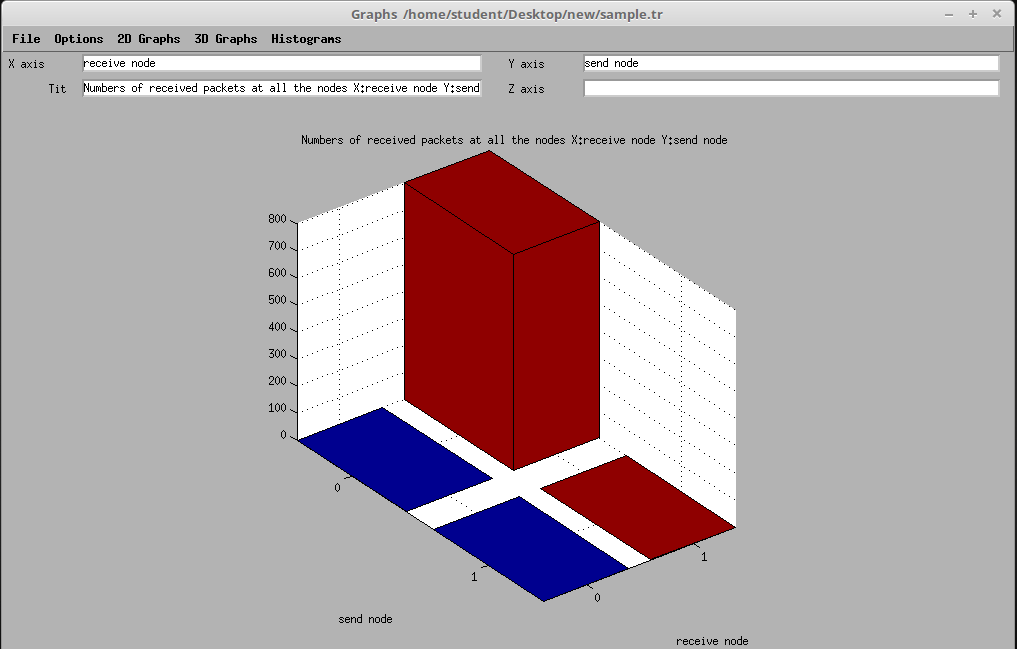 Graphs /home/student/Desktop/new/sample.tr
File Options 2D Graphs 3D Graphs Histograms
X axis receive node Y axis send node
Tit Numbers of received packets at all the nodes X:receive node Y:send Z axis
Numbers of received packets at all the nodes X:receive node Y:send node
800
700
600
500
400
300
200
100
0
0
1
1
0
send node
receive node